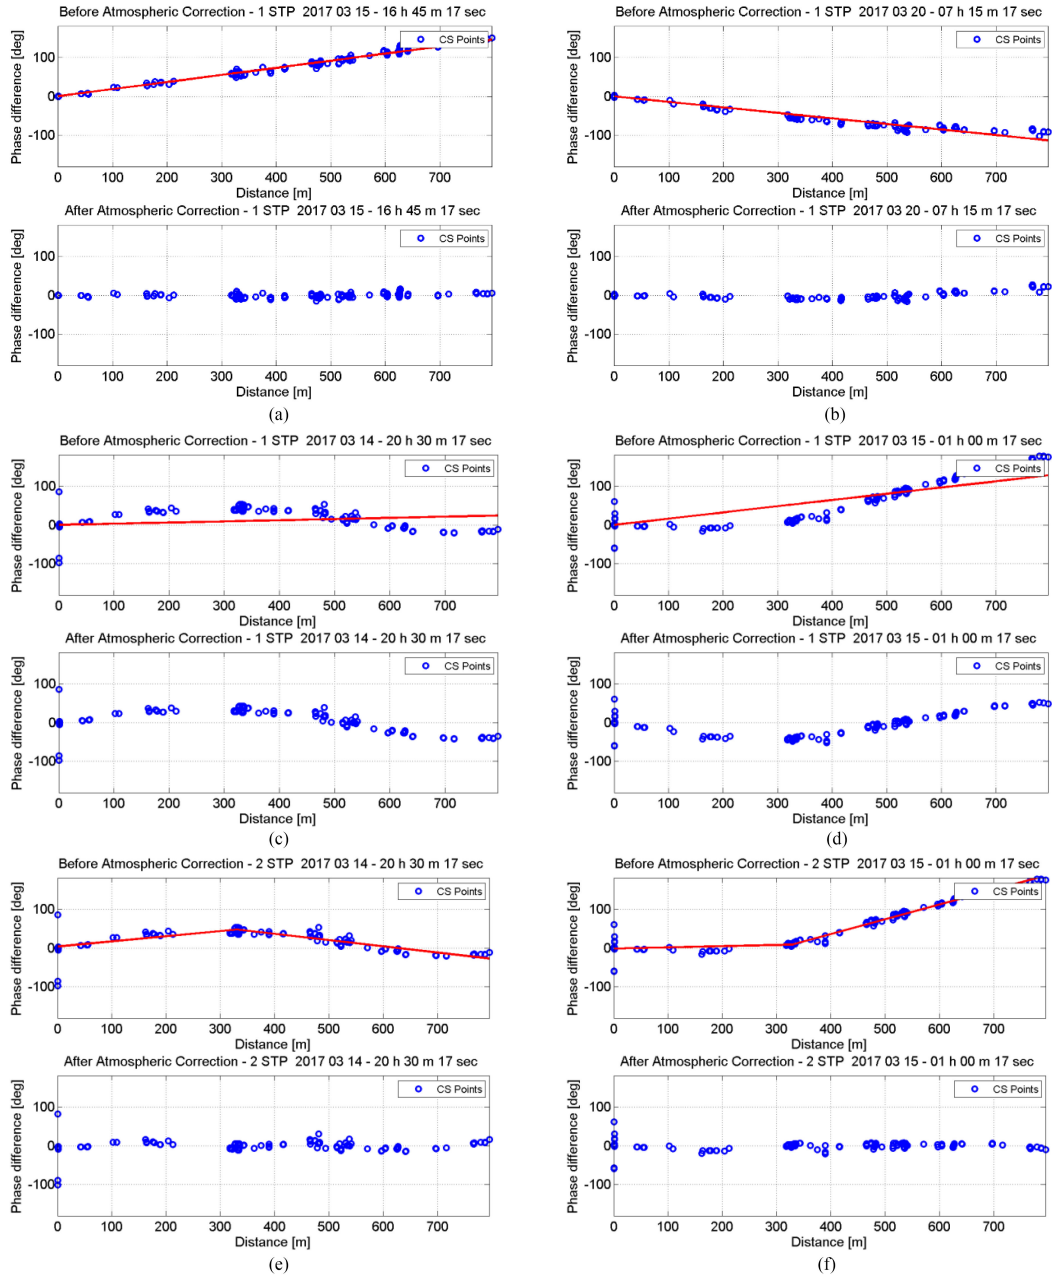 Before Atmospheric Correction - 1 STP 2017 03 15 - 16 h 45 m 17 sec
Phase difference [deg]
100
0
-100
CS Points
0 100 200 300 400 500 600 700
Distance [m]
After Atmospheric Correction - 1 STP 2017 03 15 - 16 h 45 m 17 sec
Phase difference [deg]
100
0
-100
CS Points
0 100 200 300 400 500 600 700
Distance [m]
(a)
Before Atmospheric Correction - 1 STP 2017 03 20 - 07 h 15 m 17 sec
Phase difference [deg]
100
0
-100
CS Points
0 100 200 300 400 500 600 700
Distance [m]
After Atmospheric Correction - 1 STP 2017 03 20 - 07 h 15 m 17 sec
Phase difference [deg]
100
0
-100
CS Points
0 100 200 300 400 500 600 700
Distance [m]
(b)
Before Atmospheric Correction - 1 STP 2017 03 14 - 20 h 30 m 17 sec
Phase difference [deg]
100
0
-100
CS Points
0 100 200 300 400 500 600 700
Distance [m]
After Atmospheric Correction - 1 STP 2017 03 14 - 20 h 30 m 17 sec
Phase difference [deg]
100
0
-100
CS Points
0 100 200 300 400 500 600 700
Distance [m]
(c)
Before Atmospheric Correction - 1 STP 2017 03 15 - 01 h 00 m 17 sec
Phase difference [deg]
100
0
-100
CS Points
0 100 200 300 400 500 600 700
Distance [m]
After Atmospheric Correction - 1 STP 2017 03 15 - 01 h 00 m 17 sec
Phase difference [deg]
100
0
-100
CS Points
0 100 200 300 400 500 600 700
Distance [m]
(d)
Before Atmospheric Correction - 2 STP 2017 03 14 - 20 h 30 m 17 sec
Phase difference [deg]
100
0
-100
CS Points
0 100 200 300 400 500 600 700
Distance [m]
After Atmospheric Correction - 2 STP 2017 03 14 - 20 h 30 m 17 sec
Phase difference [deg]
100
0
-100
CS Points
0 100 200 300 400 500 600 700
Distance [m]
(e)
Before Atmospheric Correction - 2 STP 2017 03 15 - 01 h 00 m 17 sec
Phase difference [deg]
100
0
-100
CS Points
0 100 200 300 400 500 600 700
Distance [m]
After Atmospheric Correction - 2 STP 2017 03 15 - 01 h 00 m 17 sec
Phase difference [deg]
100
0
-100
CS Points
0 100 200 300 400 500 600 700
Distance [m]
(f)